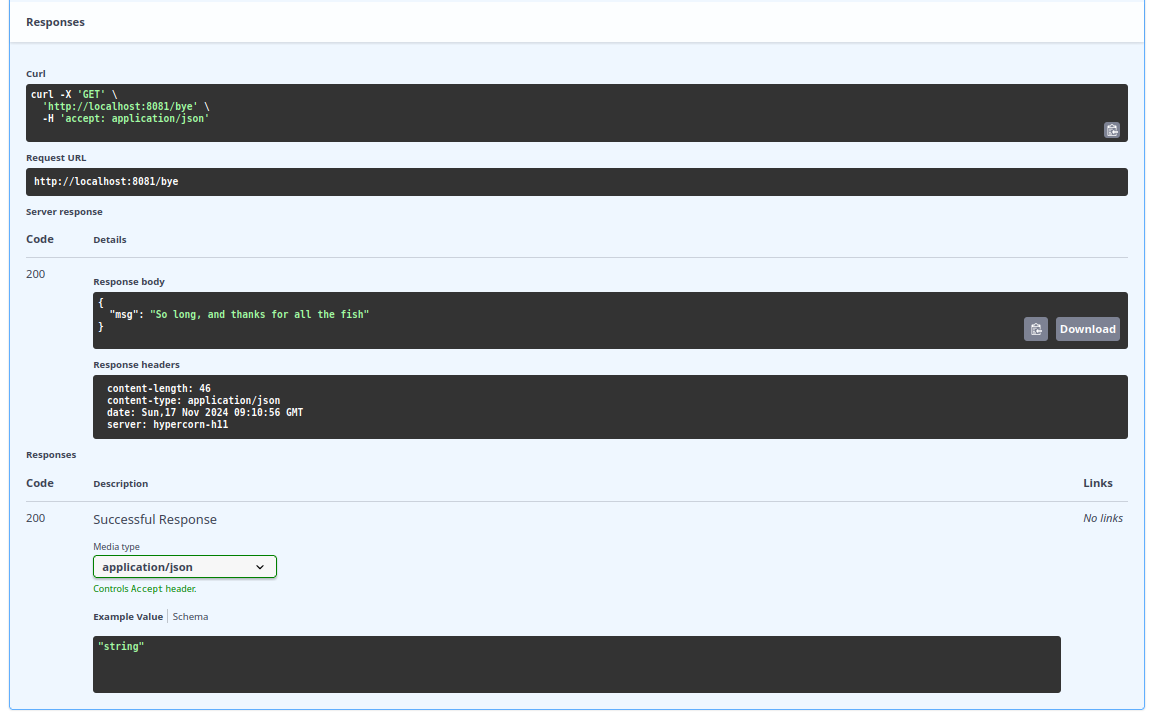 Responses
Curl
curl -X 'GET' \
  'http://localhost:8081/bye' \
  -H 'accept: application/json'
Request URL
http://localhost:8081/bye
Server response
Code Details
200
Response body
{
  "msg": "So long, and thanks for all the fish"
}
Download
Response headers
content-length: 46
content-type: application/json
date: Sun,17 Nov 2024 09:10:56 GMT
server: hypercorn-h11
Responses
Code Description Links
200 Successful Response No links
Media type
application/json
Controls Accept header.
Example Value Schema
"string"